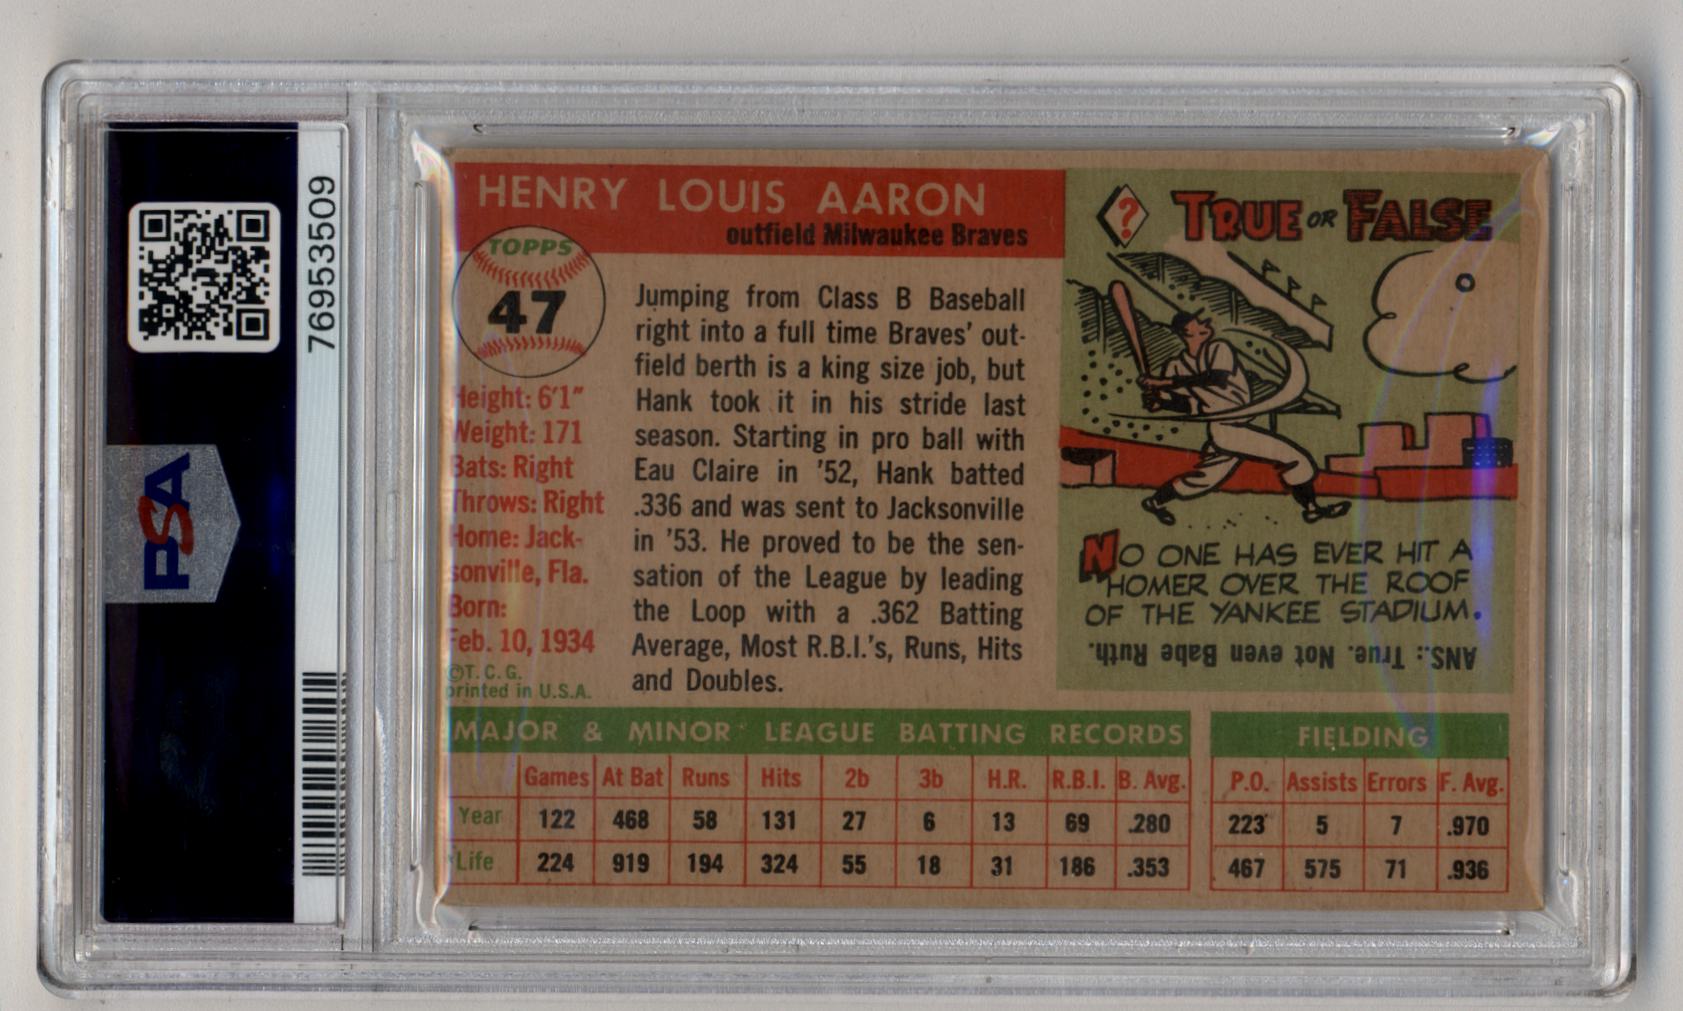 PSA
76953509
HENRY LOUIS AARON
outfield Milwaukee Braves
TOPPS
47
Height: 6'1"
Weight: 171
Bats: Right
Throws: Right
Home: Jack-
sonville, Fla.
Born:
Feb. 10, 1934
©T. C. G.
printed in U.S.A.
Jumping from Class B Baseball
right into a full time Braves' out-
field berth is a king size job, but
Hank took it in his stride last
season. Starting in pro ball with
Eau Claire in '52, Hank batted
.336 and was sent to Jacksonville
in '53. He proved to be the sen-
sation of the League by leading
the Loop with a .362 Batting
Average, Most R.B.I.'s, Runs, Hits
and Doubles.
? TRUE OR FALSE
NO ONE HAS EVER HIT A
HOMER OVER THE ROOF
OF THE YANKEE STADIUM.
ANS.: True. Not even Babe Ruth.
MAJOR & MINOR LEAGUE BATTING RECORDS
Games At Bat Runs Hits 2b 3b H.R. R.B.I. B. Avg.
Year 122 468 58 131 27 6 13 69 .280
Life 224 919 194 324 55 18 31 186 .353
FIELDING
P.O. Assists Errors F. Avg.
223 5 7 .970
467 575 71 .936